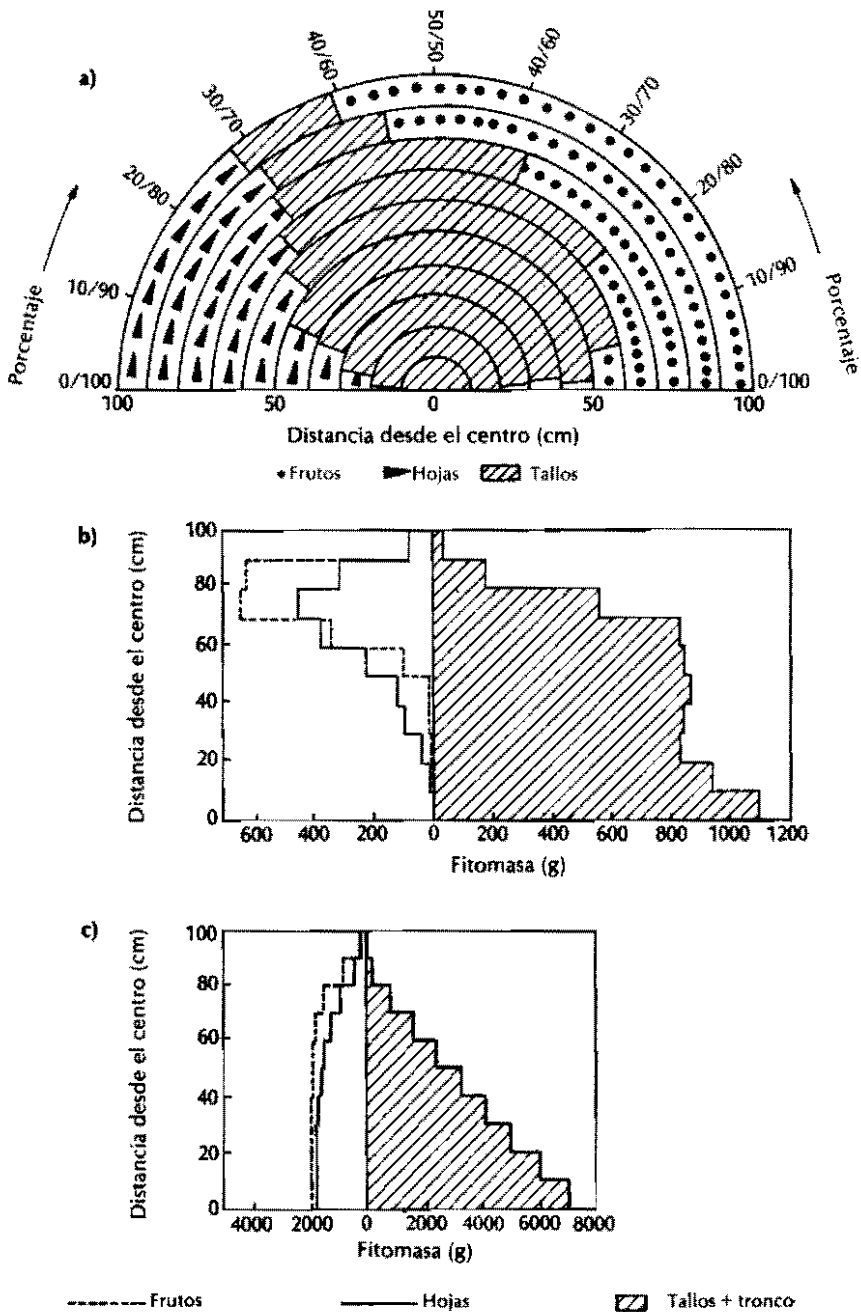 a)
50/50
40/60
40/60
30/70
30/70
20/80
20/80
10/90
10/90
Porcentaje
Porcentaje
0/100
0/100
100 50 0 50 100
Distancia desde el centro (cm)
Frutos Hojas Tallos
b)
Distancia desde el centro (cm)
100
80
60
40
20
0
600 400 200 0 200 400 600 800 1000 1200
Fitomasa (g)
c)
Distancia desde el centro (cm)
100
80
60
40
20
0
4000 2000 0 2000 4000 6000 8000
Fitomasa (g)
Frutos Hojas Tallos + tronco